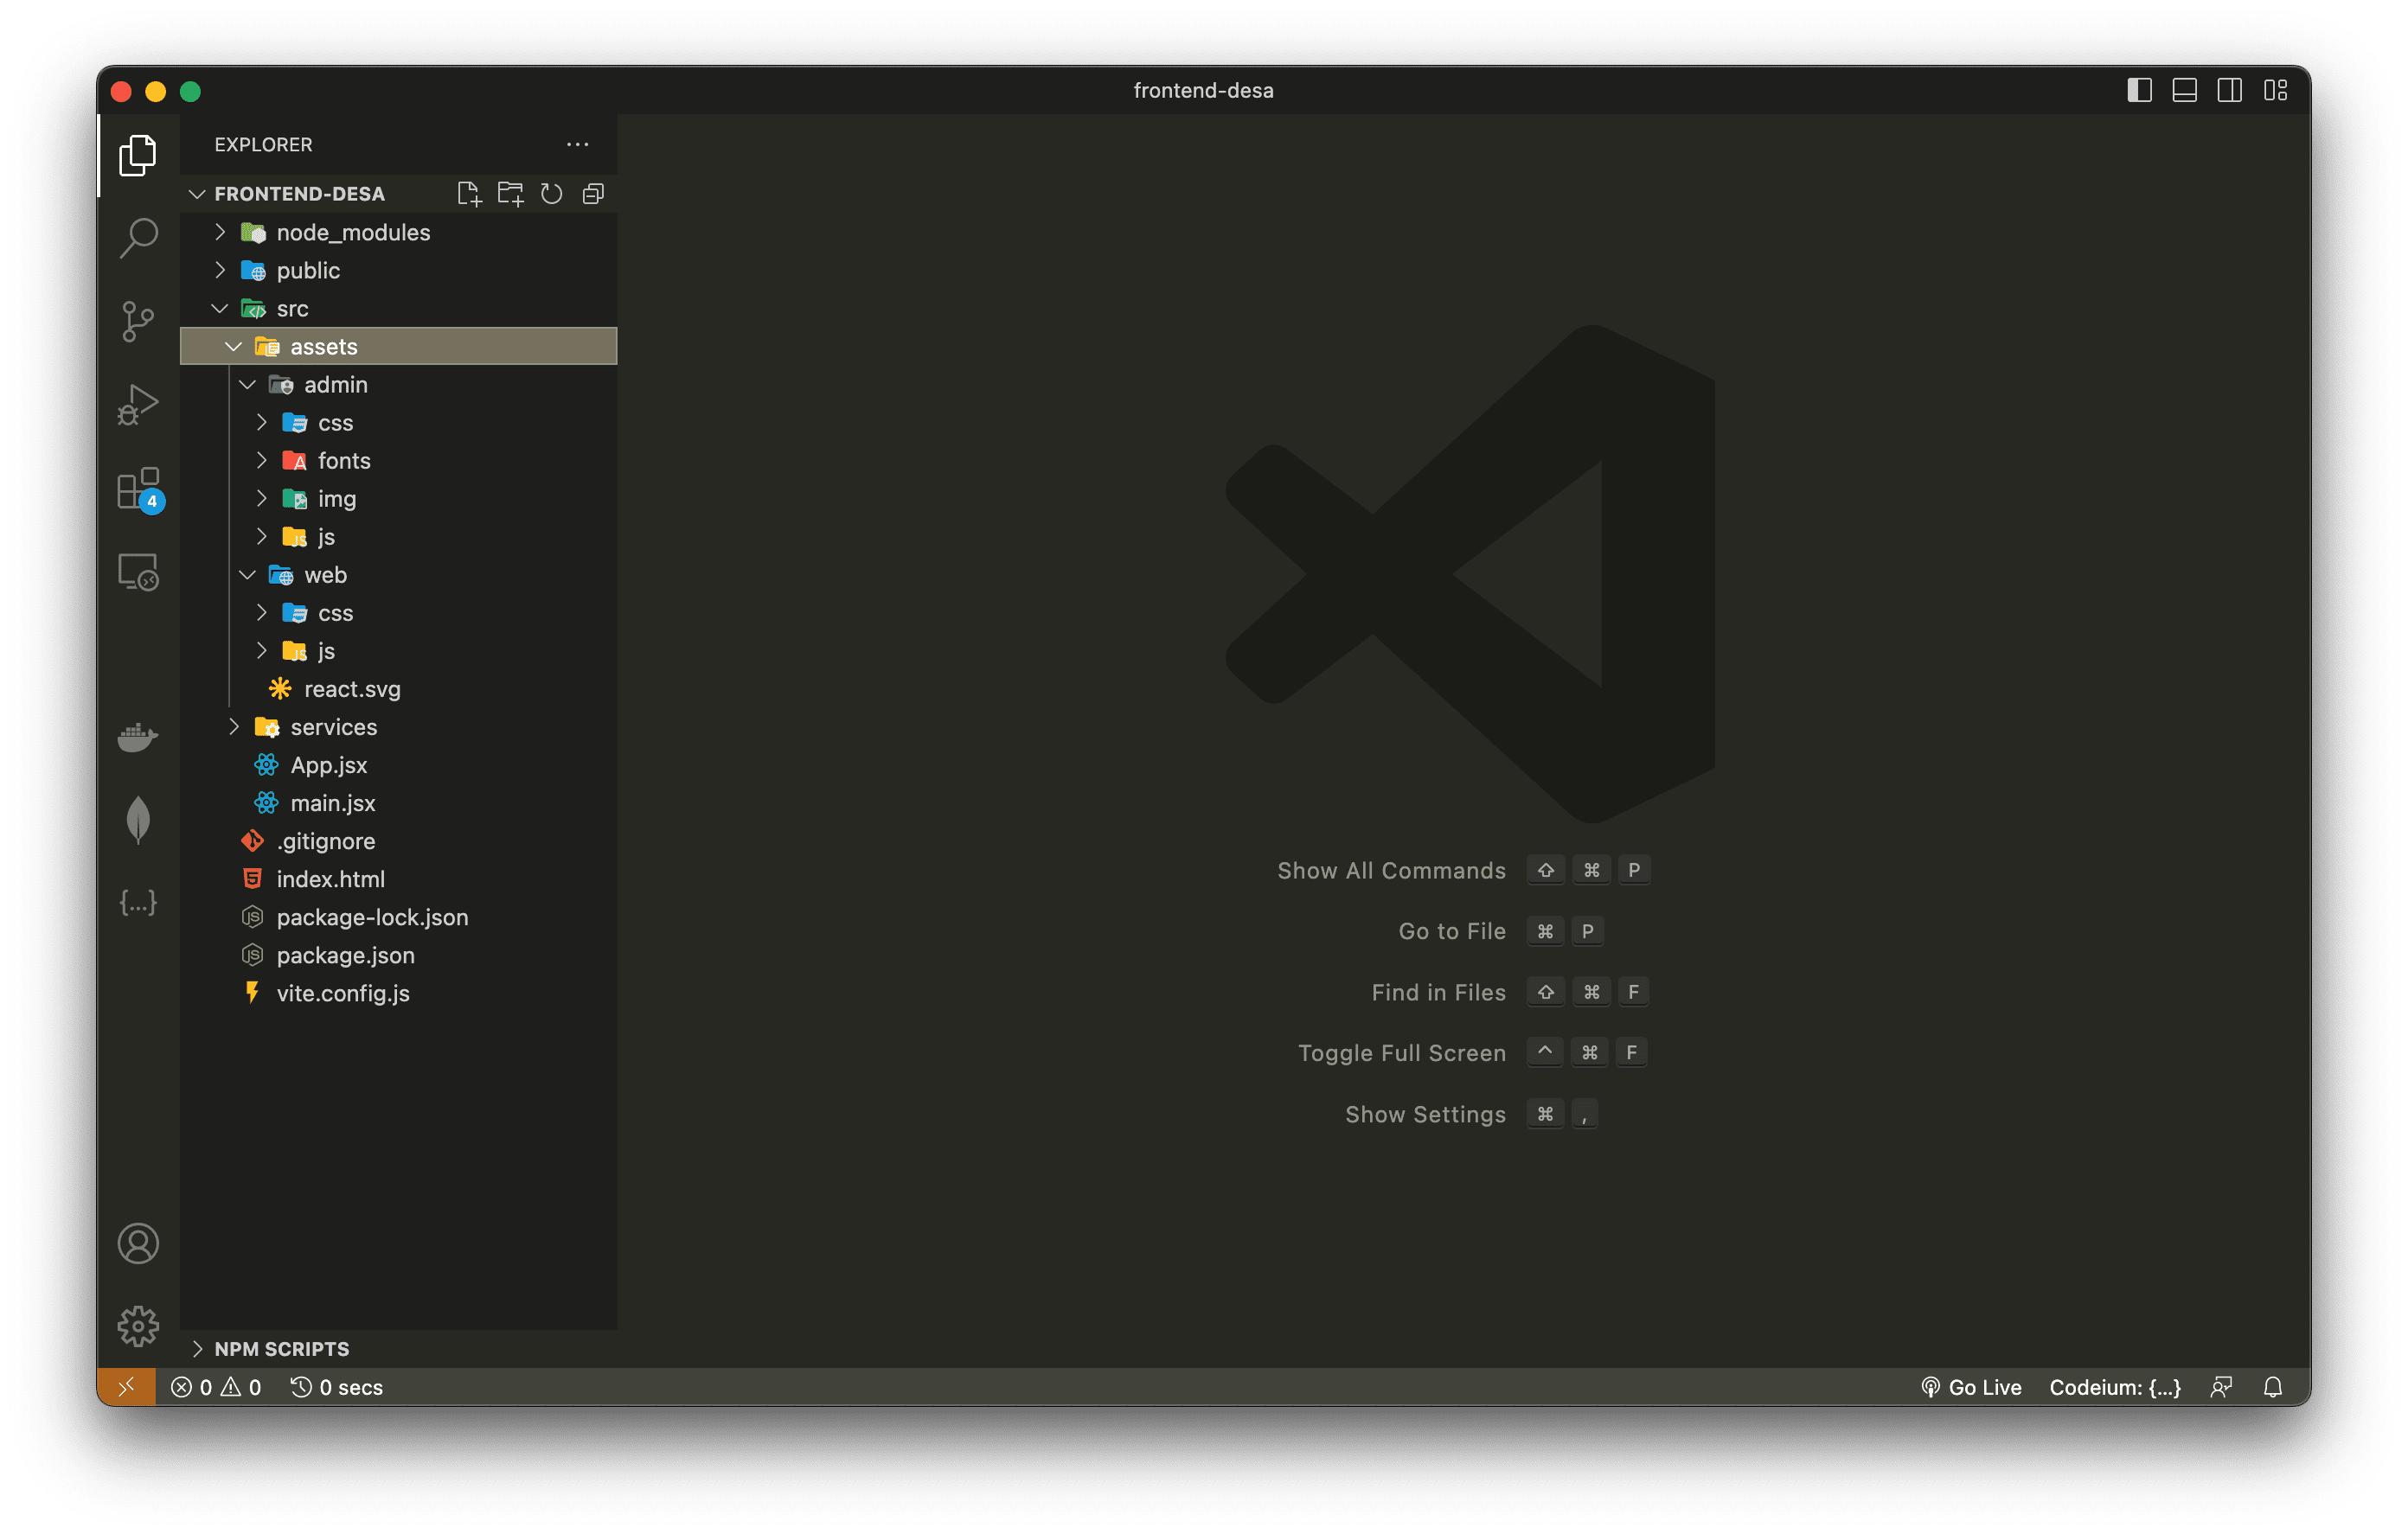 frontend-desa
EXPLORER
FRONTEND-DESA
node_modules
public
src
assets
admin
css
fonts
img
js
web
css
js
react.svg
services
App.jsx
main.jsx
.gitignore
index.html
package-lock.json
package.json
vite.config.js
NPM SCRIPTS
4
Show All Commands ⇧ ⌘ P
Go to File ⌘ P
Find in Files ⇧ ⌘ F
Toggle Full Screen ^ ⌘ F
Show Settings ⌘ ,
0 0 0 secs
Go Live Codeium: {...}